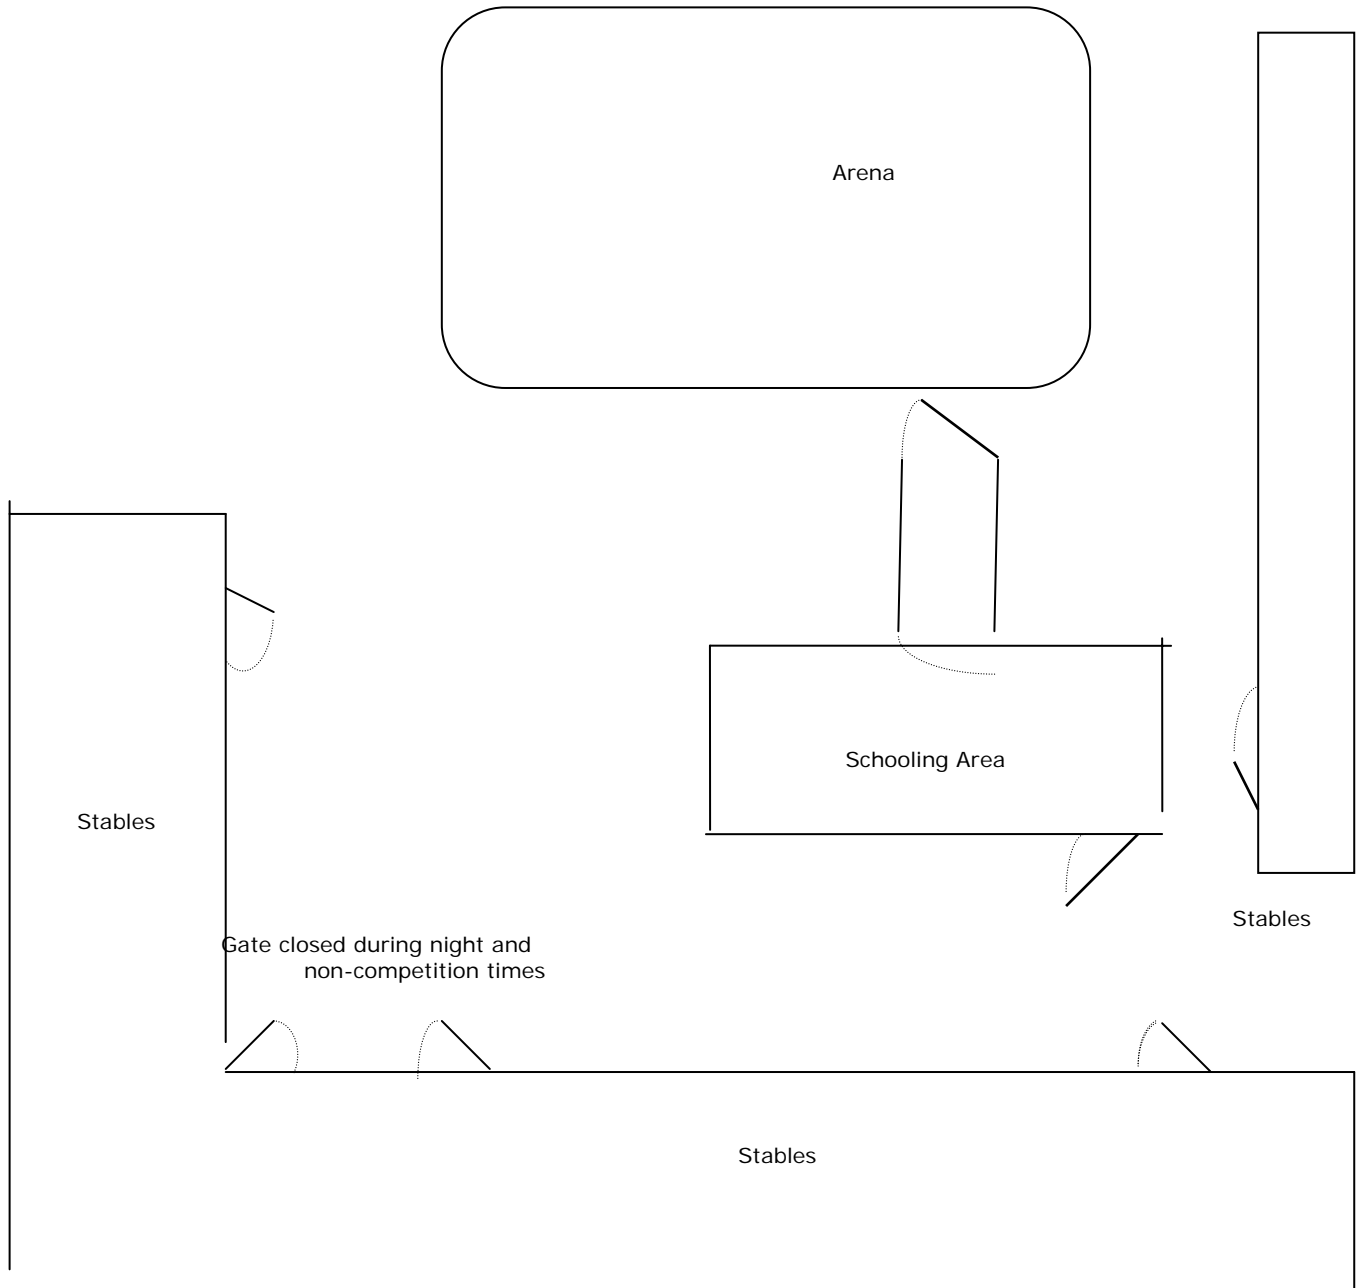 Arena
Schooling Area
Stables
Stables
Gate closed during night and
non-competition times
Stables